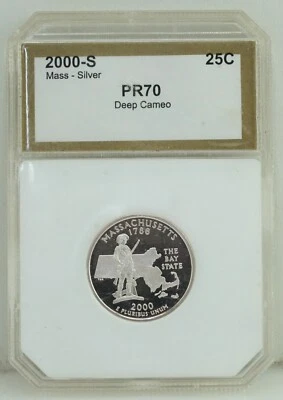 2000-S 25C
Mass - Silver
PR70
Deep Cameo
MASSACHUSETTS
1788
THE
BAY
STATE
2000
E PLURIBUS UNUM